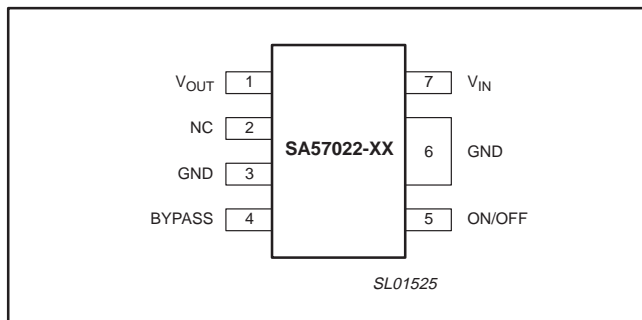 VOUT 1 7 VIN
NC 2
SA57022-XX 6 GND
GND 3
BYPASS 4 5 ON/OFF
SL01525